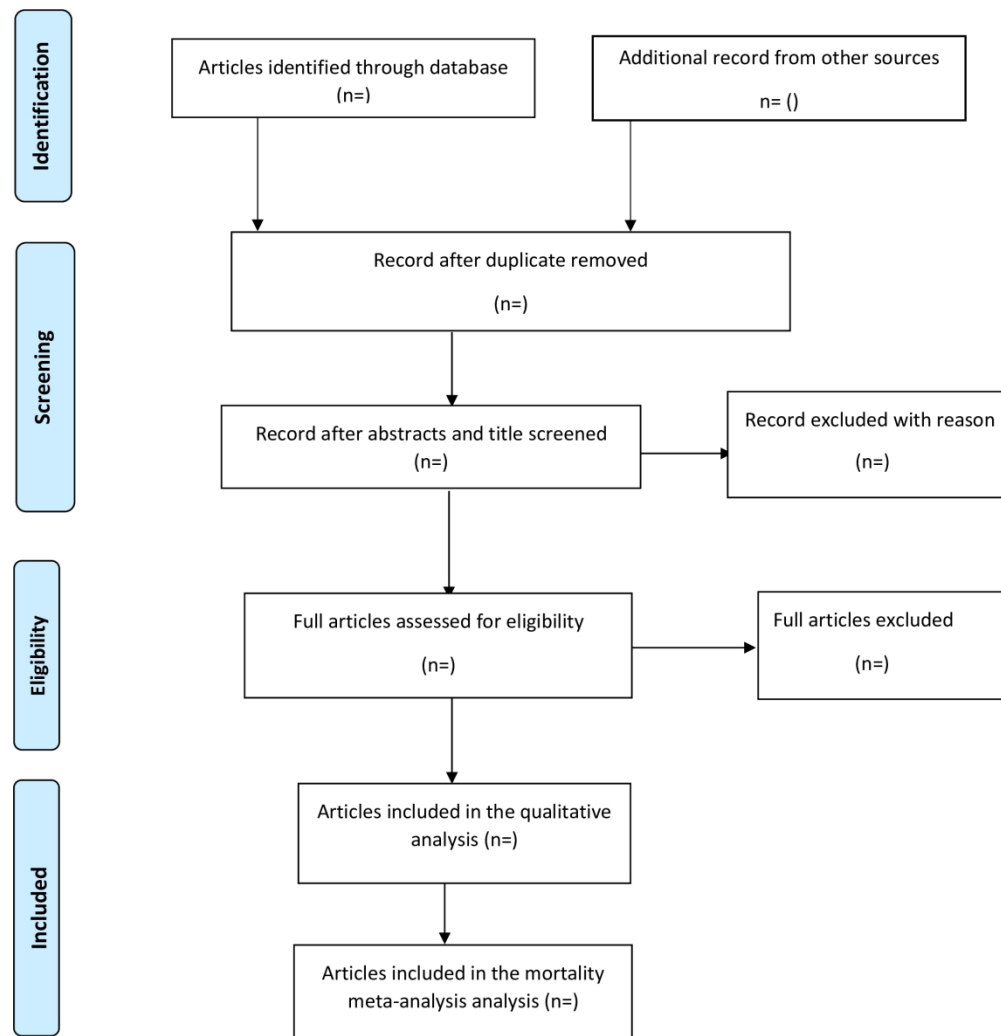 Identification
Articles identified through database
(n=)
Additional record from other sources
n= ()
Screening
Record after duplicate removed
(n=)
Record after abstracts and title screened
(n=)
Record excluded with reason
(n=)
Eligibility
Full articles assessed for eligibility
(n=)
Full articles excluded
(n=)
Included
Articles included in the qualitative
analysis (n=)
Articles included in the mortality
meta-analysis analysis (n=)